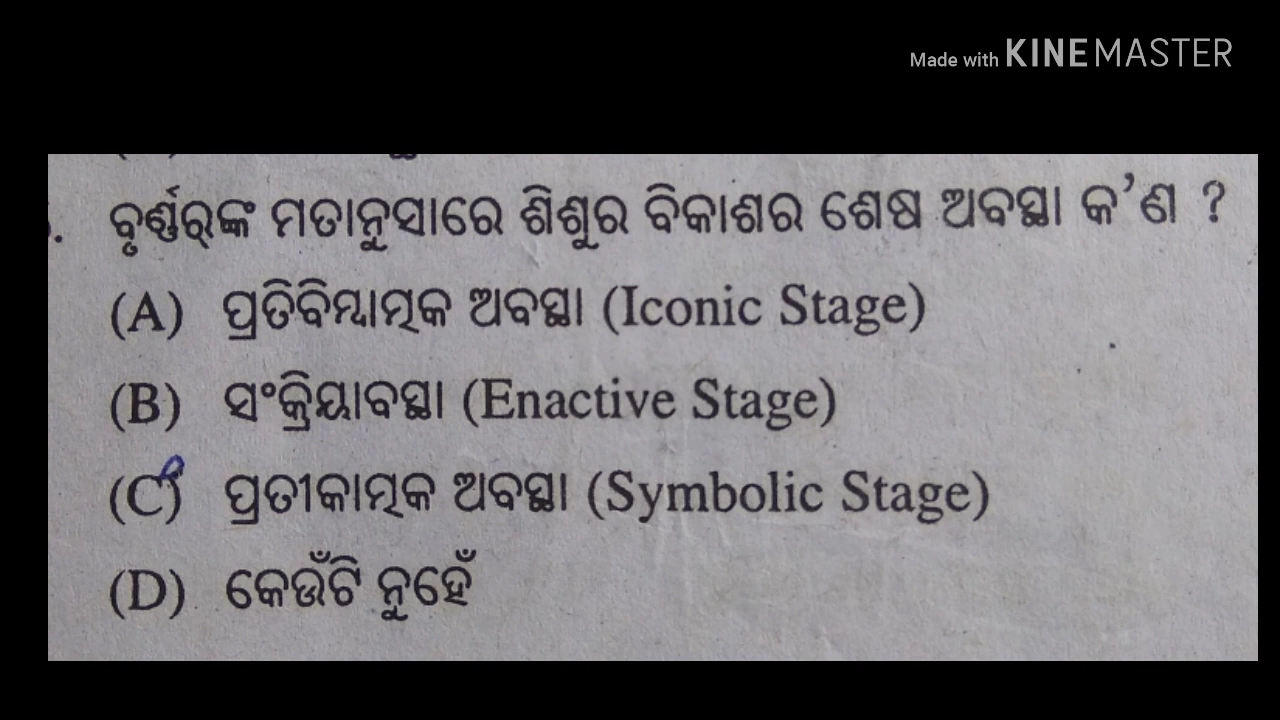 Made with KINEMASTER
ବୃର୍ଣ୍ଣର୍‌ଙ୍କ ମତାନୁସାରେ ଶିଶୁର ବିକାଶର ଶେଷ ଅବସ୍ଥା କ’ଣ ?
(A) ପ୍ରତିବିମ୍ବାତ୍ମକ ଅବସ୍ଥା (Iconic Stage)
(B) ସଂକ୍ରିୟାବସ୍ଥା (Enactive Stage)
(C) ପ୍ରତୀକାତ୍ମକ ଅବସ୍ଥା (Symbolic Stage)
(D) କେଉଁଟି ନୁହେଁ